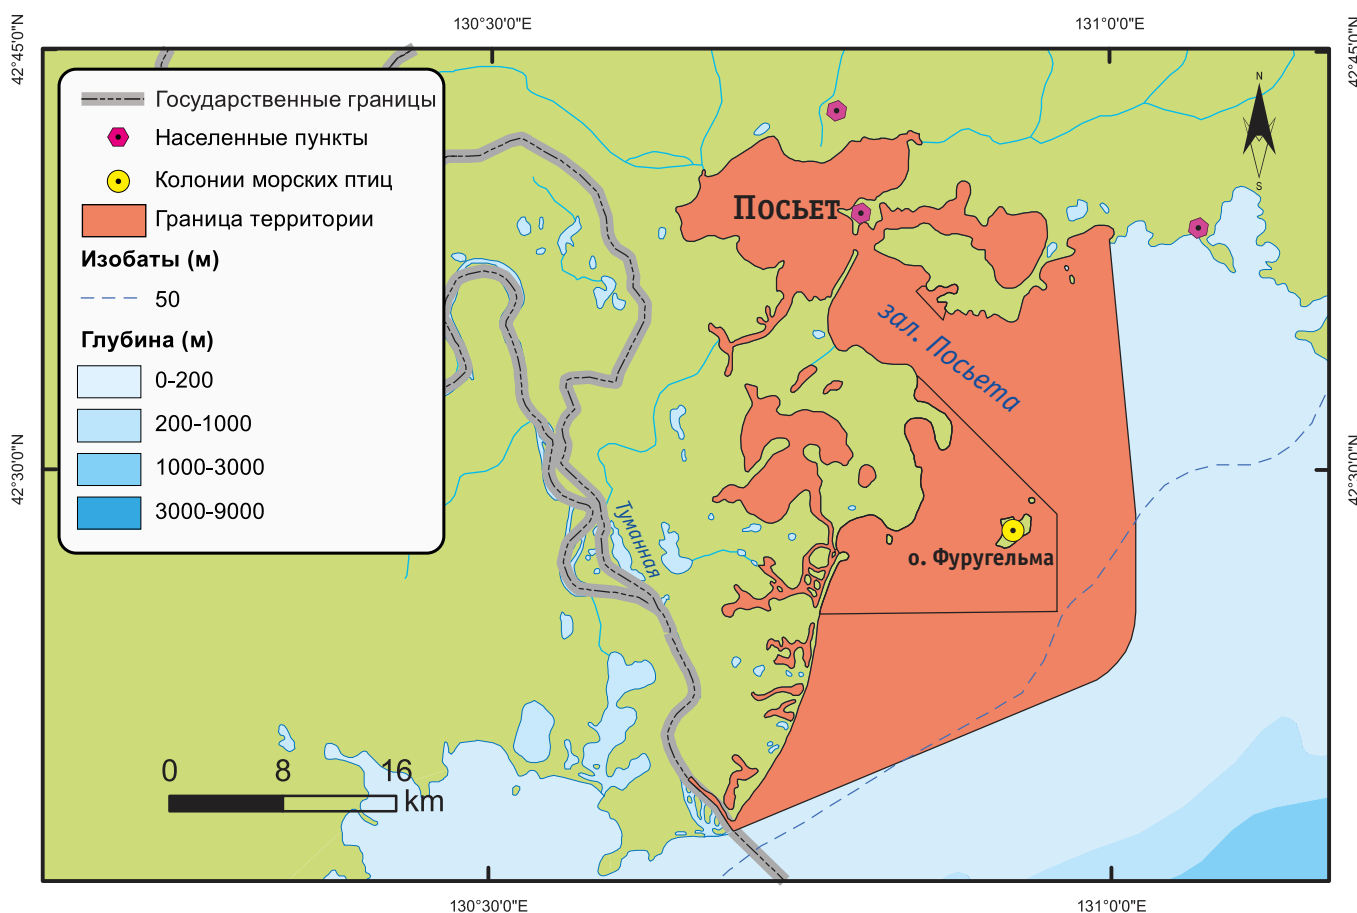 130°30'0"E
131°0'0"E
42°45'0"N
42°45'0"N
N
S
Государственные границы
Населенные пункты
Колонии морских птиц
Граница территории
Изобаты (м)
50
Глубина (м)
0-200
200-1000
1000-3000
3000-9000
Посьет
зал. Посьета
42°30'0"N
42°30'0"N
Туманная
о. Фуругельма
0
8
16
km
130°30'0"E
131°0'0"E